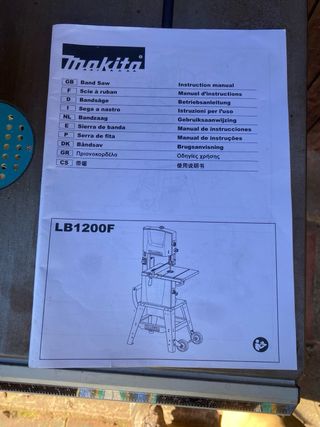 makita
GB Band Saw Instruction manual
F Scie à ruban Manuel d'instructions
D Bandsäge Betriebsanleitung
I Sega a nastro Istruzioni per l'uso
NL Bandzaag Gebruiksaanwijzing
E Sierra de banda Manual de instrucciones
P Serra de fita Manual de instruções
DK Båndsav Brugsanvisning
GR Πριονοκορδέλα Οδηγίες χρήσης
CS 带锯 使用说明书
LB1200F